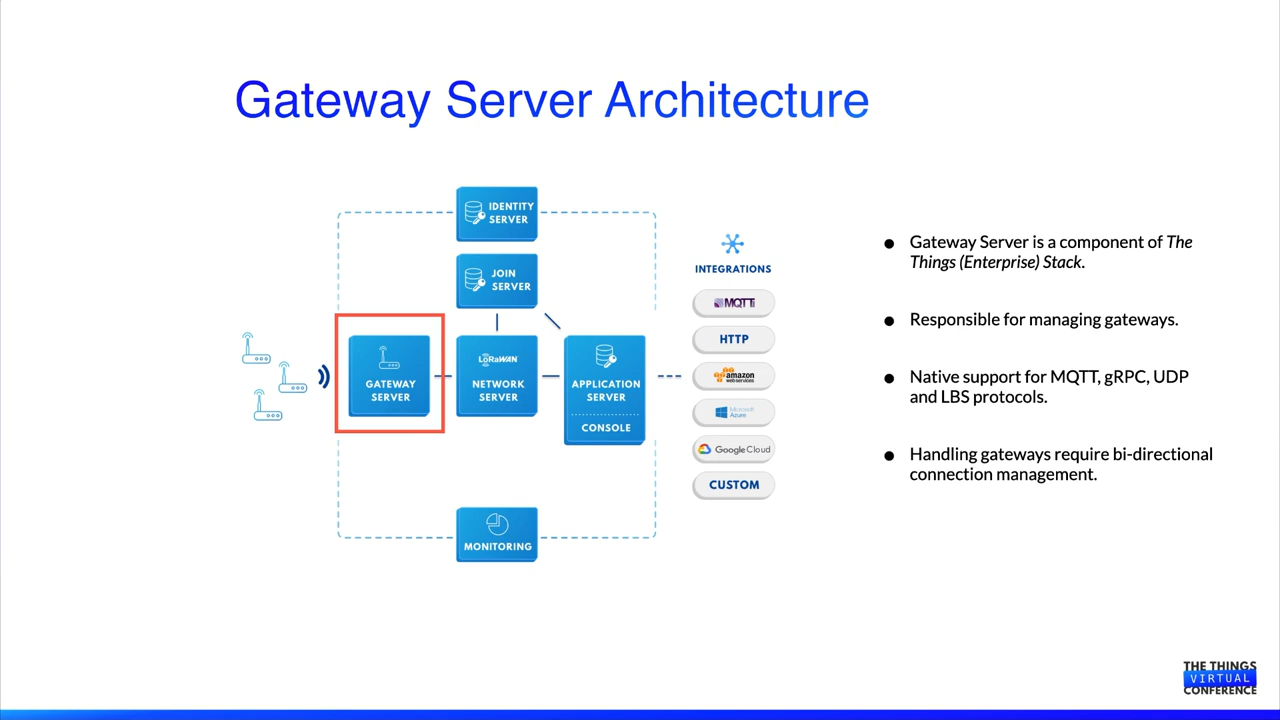 Gateway Server Architecture
IDENTITY
SERVER
JOIN
SERVER
GATEWAY
SERVER
LoRaWAN
NETWORK
SERVER
APPLICATION
SERVER
CONSOLE
MONITORING
INTEGRATIONS
MQTT
HTTP
amazon
web services
Microsoft
Azure
Google Cloud
CUSTOM
Gateway Server is a component of The
Things (Enterprise) Stack.
Responsible for managing gateways.
Native support for MQTT, gRPC, UDP
and LBS protocols.
Handling gateways require bi-directional
connection management.
THE THINGS
VIRTUAL
CONFERENCE